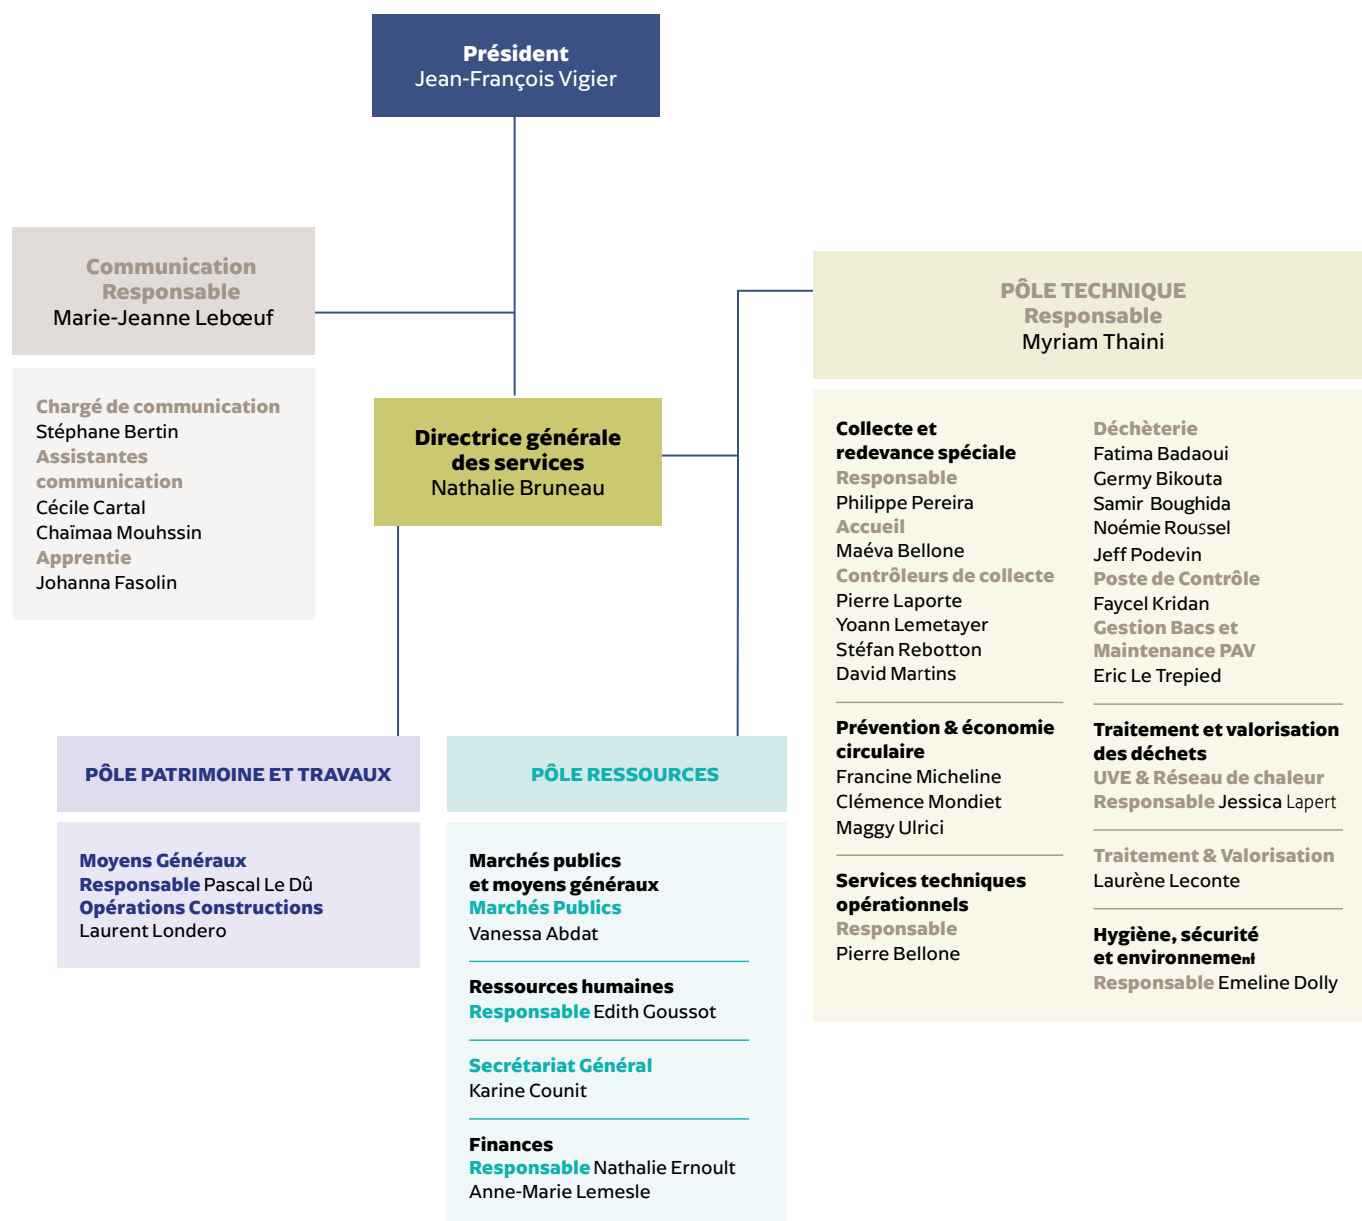 Président
Jean-François Vigier
Communication
Responsable
Marie-Jeanne Lebœuf
Chargé de communication
Stéphane Bertin
Assistantes
communication
Cécile Cartal
Chaïmaa Mouhssin
Apprentie
Johanna Fasolin
Directrice générale
des services
Nathalie Bruneau
PÔLE TECHNIQUE
Responsable
Myriam Thaini
Collecte et
redevance spéciale
Responsable
Philippe Pereira
Accueil
Maéva Bellone
Contrôleurs de collecte
Pierre Laporte
Yoann Lemetayer
Stéfan Rebotton
David Martins
Prévention & économie
circulaire
Francine Micheline
Clémence Mondiet
Maggy Ulrici
Services techniques
opérationnels
Responsable
Pierre Bellone
Déchèterie
Fatima Badaoui
Germy Bikouta
Samir Boughida
Noémie Roussel
Jeff Podevin
Poste de Contrôle
Faycel Kridan
Gestion Bacs et
Maintenance PAV
Eric Le Trepied
Traitement et valorisation
des déchets
UVE & Réseau de chaleur
Responsable Jessica Lapert
Traitement & Valorisation
Laurène Leconte
Hygiène, sécurité
et environnement
Responsable Emeline Dolly
PÔLE PATRIMOINE ET TRAVAUX
Moyens Généraux
Responsable Pascal Le Dû
Opérations Constructions
Laurent Londero
PÔLE RESSOURCES
Marchés publics
et moyens généraux
Marchés Publics
Vanessa Abdat
Ressources humaines
Responsable Edith Goussot
Secrétariat Général
Karine Counit
Finances
Responsable Nathalie Ernoult
Anne-Marie Lemesle